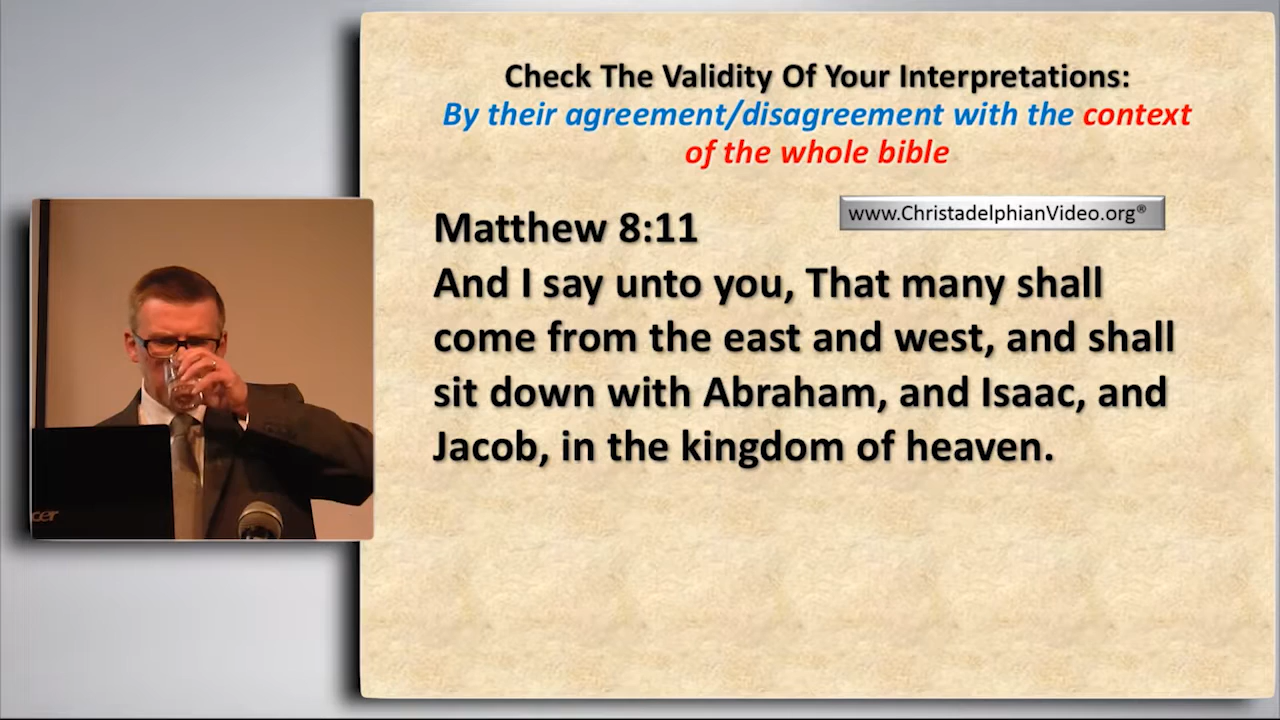 Check The Validity Of Your Interpretations:
By their agreement/disagreement with the context
of the whole bible
www.ChristadelphianVideo.org®
Matthew 8:11
And I say unto you, That many shall
come from the east and west, and shall
sit down with Abraham, and Isaac, and
Jacob, in the kingdom of heaven.
cer